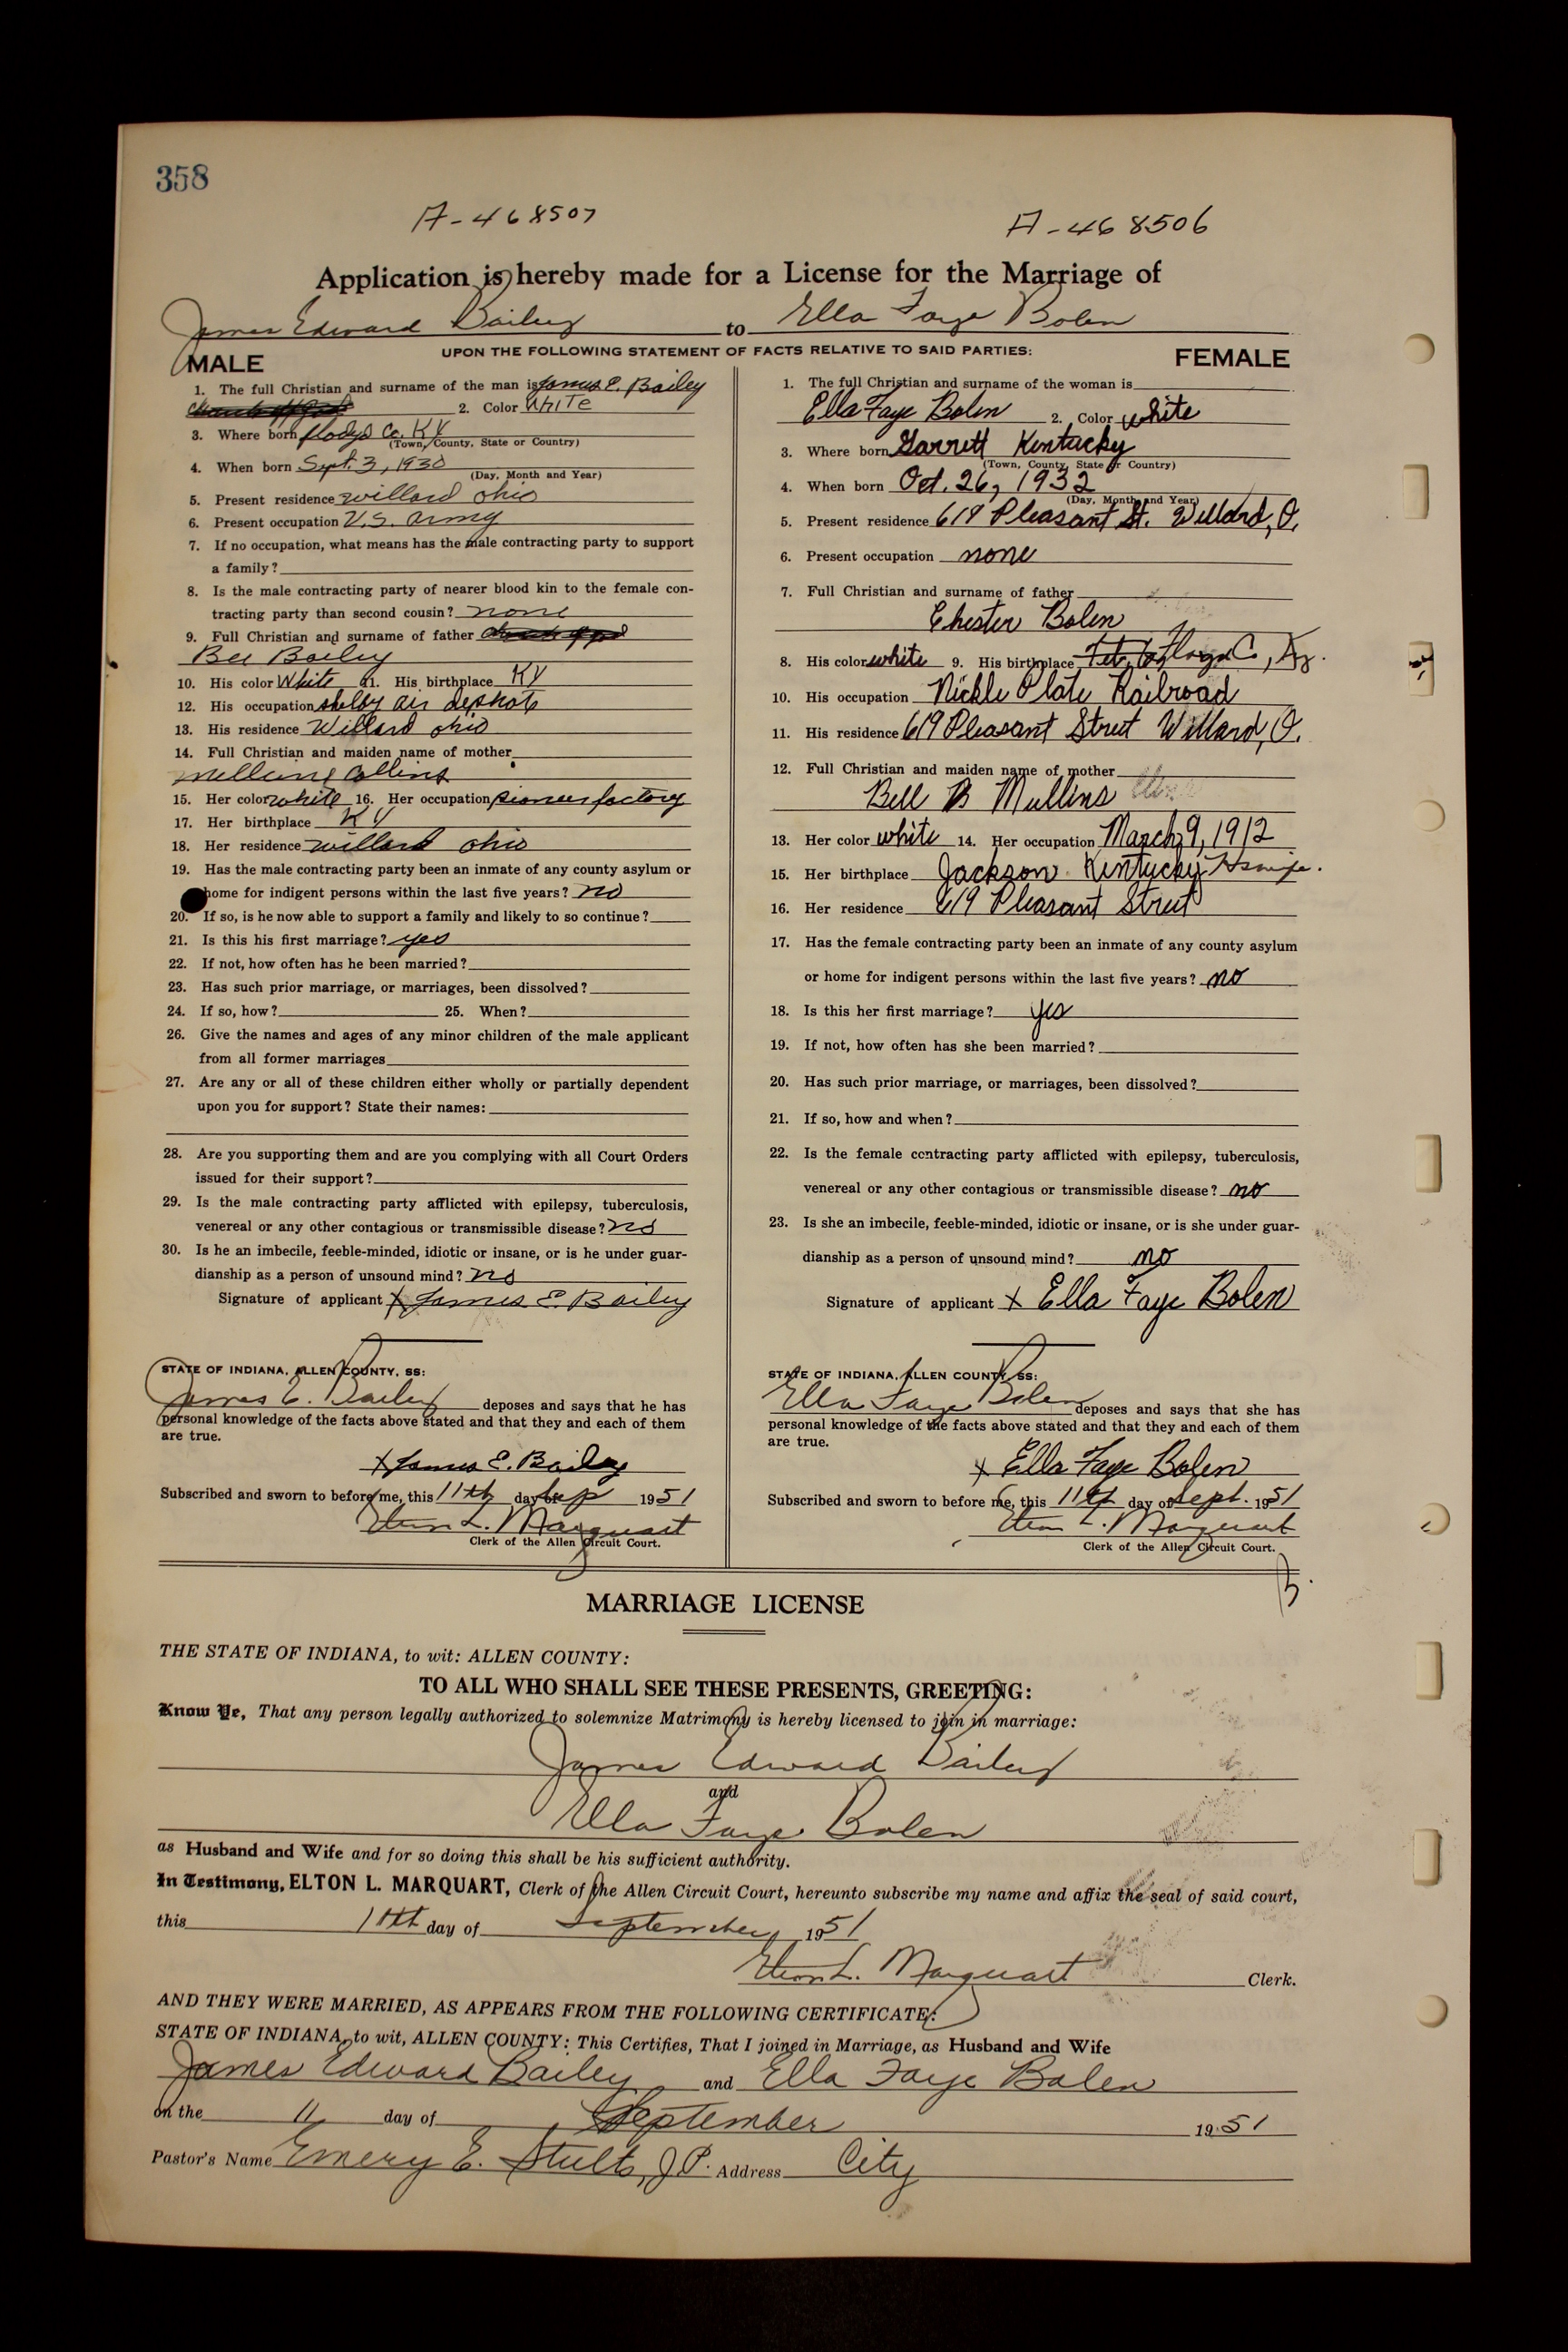 358
A-468507 A-468506
Application is hereby made for a License for the Marriage of
James Edward Bailey to Ella Faye Bolen
UPON THE FOLLOWING STATEMENT OF FACTS RELATIVE TO SAID PARTIES:
MALE
1. The full Christian and surname of the man is James E. Bailey
2. Color White
3. Where born Floyd Co. KY
(Town, County, State or Country)
4. When born Sept. 3, 1930
(Day, Month and Year)
5. Present residence willard ohio
6. Present occupation U.S. army
7. If no occupation, what means has the male contracting party to support
a family?
8. Is the male contracting party of nearer blood kin to the female con-
tracting party than second cousin? none
9. Full Christian and surname of father
Bee Bailey
10. His color White 11. His birthplace KY
12. His occupation shelby air depot
13. His residence Willard ohio
14. Full Christian and maiden name of mother
Collins
15. Her color white 16. Her occupation pioneer factory
17. Her birthplace KY
18. Her residence willard ohio
19. Has the male contracting party been an inmate of any county asylum or
home for indigent persons within the last five years? no
20. If so, is he now able to support a family and likely to so continue?
21. Is this his first marriage? yes
22. If not, how often has he been married?
23. Has such prior marriage, or marriages, been dissolved?
24. If so, how? 25. When?
26. Give the names and ages of any minor children of the male applicant
from all former marriages
27. Are any or all of these children either wholly or partially dependent
upon you for support? State their names:
28. Are you supporting them and are you complying with all Court Orders
issued for their support?
29. Is the male contracting party afflicted with epilepsy, tuberculosis,
venereal or any other contagious or transmissible disease? no
30. Is he an imbecile, feeble-minded, idiotic or insane, or is he under guar-
dianship as a person of unsound mind? no
Signature of applicant x James E. Bailey
STATE OF INDIANA, ALLEN COUNTY, SS:
James E. Bailey deposes and says that he has
personal knowledge of the facts above stated and that they and each of them
are true.
x James E. Bailey
Subscribed and sworn to before me, this 11th day of Sep 1951
Elton L. Marquart
Clerk of the Allen Circuit Court.
FEMALE
1. The full Christian and surname of the woman is
Ella Faye Bolen 2. Color white
3. Where born Garrett Kentucky
(Town, County, State or Country)
4. When born Oct. 26, 1932
(Day, Month and Year)
5. Present residence 619 Pleasant St. Willard, O.
6. Present occupation none
7. Full Christian and surname of father
Chester Bolen
8. His color white 9. His birthplace Floyd Co, Ky.
10. His occupation Nickle Plate Railroad
11. His residence 619 Pleasant Street Willard, O.
12. Full Christian and maiden name of mother
Bell B Mullins
13. Her color white 14. Her occupation March 9, 1912
15. Her birthplace Jackson Kentucky Hswife.
16. Her residence 619 Pleasant Street
17. Has the female contracting party been an inmate of any county asylum
or home for indigent persons within the last five years? no
18. Is this her first marriage? yes
19. If not, how often has she been married?
20. Has such prior marriage, or marriages, been dissolved?
21. If so, how and when?
22. Is the female contracting party afflicted with epilepsy, tuberculosis,
venereal or any other contagious or transmissible disease? no
23. Is she an imbecile, feeble-minded, idiotic or insane, or is she under guar-
dianship as a person of unsound mind? no
Signature of applicant x Ella Faye Bolen
STATE OF INDIANA, ALLEN COUNTY, SS:
Ella Faye Bolen deposes and says that she has
personal knowledge of the facts above stated and that they and each of them
are true.
x Ella Faye Bolen
Subscribed and sworn to before me, this 11th day of Sept. 1951
Elton L. Marquart
Clerk of the Allen Circuit Court.
MARRIAGE LICENSE
THE STATE OF INDIANA, to wit: ALLEN COUNTY:
TO ALL WHO SHALL SEE THESE PRESENTS, GREETING:
Know Ye, That any person legally authorized to solemnize Matrimony is hereby licensed to join in marriage:
James Edward Bailey
and
Ella Faye Bolen
as Husband and Wife and for so doing this shall be his sufficient authority.
In Testimony, ELTON L. MARQUART, Clerk of the Allen Circuit Court, hereunto subscribe my name and affix the seal of said court,
this 11th day of September 1951
Elton L. Marquart Clerk.
AND THEY WERE MARRIED, AS APPEARS FROM THE FOLLOWING CERTIFICATE:
STATE OF INDIANA, to wit, ALLEN COUNTY: This Certifies, That I joined in Marriage, as Husband and Wife
James Edward Bailey and Ella Faye Bolen
on the 11 day of September 1951
Pastor's Name Emery E. Stults, J.P. Address City